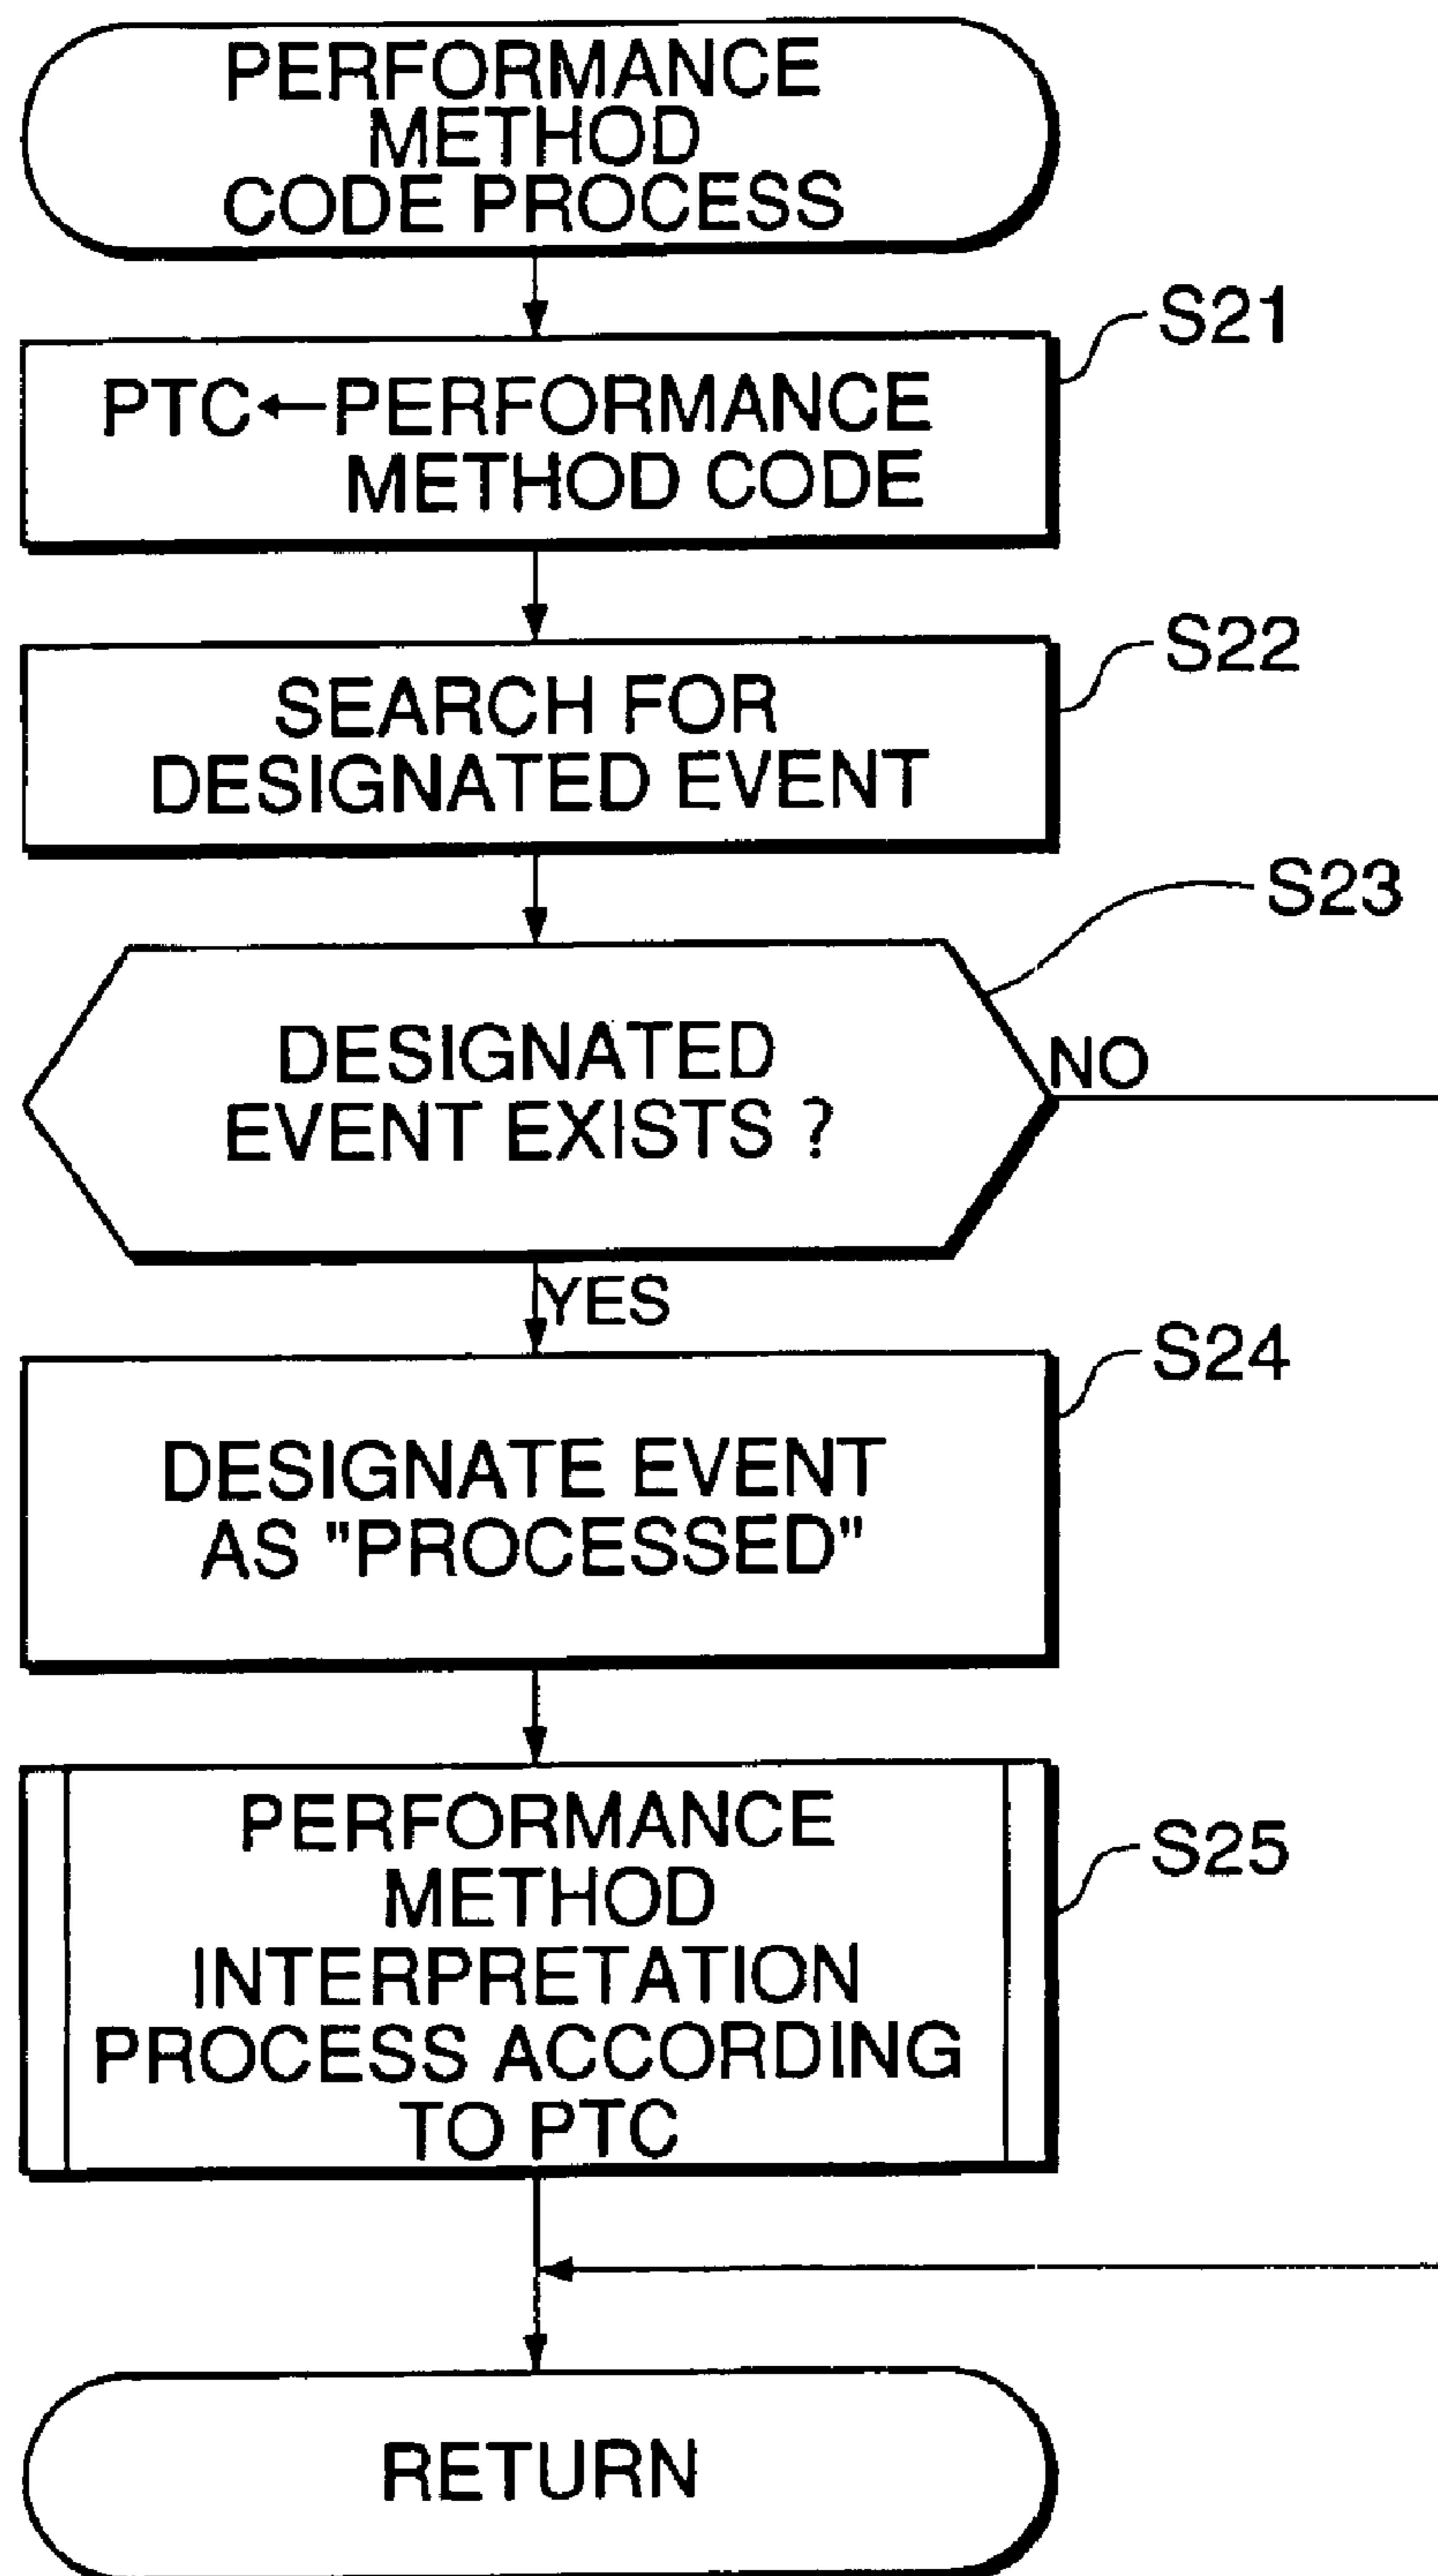 PERFORMANCE
METHOD
CODE PROCESS
S21
PTC←PERFORMANCE
METHOD CODE
S22
SEARCH FOR
DESIGNATED EVENT
S23
DESIGNATED
EVENT EXISTS ?
NO
YES
S24
DESIGNATE EVENT
AS "PROCESSED"
PERFORMANCE
METHOD
INTERPRETATION
PROCESS ACCORDING
TO PTC
S25
RETURN